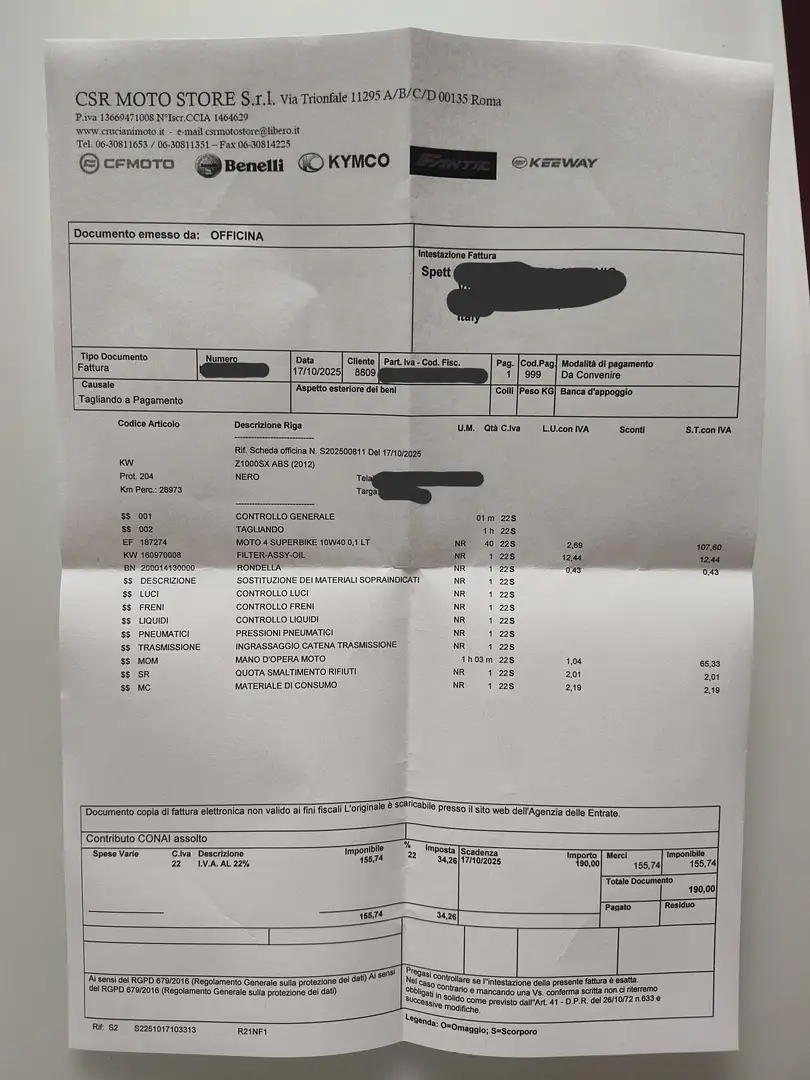 CSR MOTO STORE S.r.l. Via Trionfale 11295 A/B/C/D 00135 Roma
P.iva 13669471008 N°Iscr.CCIA 1464629
www.crucianimoto.it - e-mail csrmotostore@libero.it
Tel. 06-30811653 / 06-30811351 – Fax 06-30814225
CFMOTO Benelli KYMCO FANTIC KEEWAY
Documento emesso da: OFFICINA
Intestazione Fattura
Spett
Italy
Tipo Documento Numero Data Cliente Part. Iva - Cod. Fisc. Pag. Cod.Pag. Modalità di pagamento
Fattura 17/10/2025 8809 1 999 Da Convenire
Causale Aspetto esteriore dei beni Colli Peso KG Banca d'appoggio
Tagliando a Pagamento
Codice Articolo Descrizione Riga U.M. Qtà C.Iva L.U.con IVA Sconti S.T.con IVA
------------------------
Rif. Scheda officina N. S202500811 Del 17/10/2025
KW Z1000SX ABS (2012)
Prot. 204 NERO Tela
Km Perc.: 28973 Targa
------------------------
$$ 001 CONTROLLO GENERALE 01 m 22S
$$ 002 TAGLIANDO 1 h 22S
EF 187274 MOTO 4 SUPERBIKE 10W40 0,1 LT NR 40 22S 2,69 107,60
KW 160970008 FILTER-ASSY-OIL NR 1 22S 12,44 12,44
BN 200014130000 RONDELLA NR 1 22S 0,43 0,43
$$ DESCRIZIONE SOSTITUZIONE DEI MATERIALI SOPRAINDICATI NR 1 22S
$$ LUCI CONTROLLO LUCI NR 1 22S
$$ FRENI CONTROLLO FRENI NR 1 22S
$$ LIQUIDI CONTROLLO LIQUIDI NR 1 22S
$$ PNEUMATICI PRESSIONI PNEUMATICI NR 1 22S
$$ TRASMISSIONE INGRASSAGGIO CATENA TRASMISSIONE NR 1 22S
$$ MOM MANO D'OPERA MOTO 1 h 03 m 22S 1,04 65,33
$$ SR QUOTA SMALTIMENTO RIFIUTI NR 1 22S 2,01 2,01
$$ MC MATERIALE DI CONSUMO NR 1 22S 2,19 2,19
Documento copia di fattura elettronica non valido ai fini fiscali L'originale è scaricabile presso il sito web dell'Agenzia delle Entrate.
Contributo CONAI assolto
Spese Varie C.Iva Descrizione Imponibile % Imposta Scadenza Importo Merci Imponibile
22 I.V.A. AL 22% 155,74 22 34,26 17/10/2025 190,00 155,74 155,74
Totale Documento
190,00
Pagato Residuo
155,74 34,26
Ai sensi del RGPD 679/2016 (Regolamento Generale sulla protezione dei dati) Ai sensi
del RGPD 679/2016 (Regolamento Generale sulla protezione dei dati)
Pregasi controllare se l"intestazione della presente fattura è esatta.
Nel caso contrario e mancando una Vs. conferma scritta non ci riterremo
obbligati in solido come previsto dall"Art. 41 - D.P.R. del 26/10/72 n.633 e
successive modifiche.
Legenda: O=Omaggio; S=Scorporo
Rif: S2 S2251017103313 R21NF1